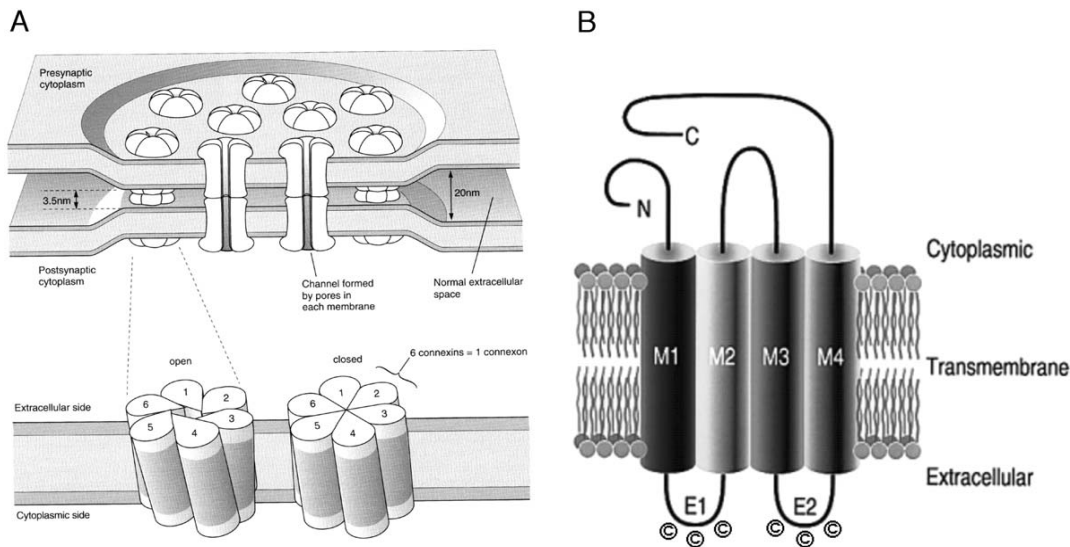 A
Presynaptic
cytoplasm
3.5nm
20nm
Postsynaptic
cytoplasm
Channel formed
by pores in
each membrane
Normal extracellular
space
open
closed
6 connexins = 1 connexon
Extracellular side
1
2
3
4
5
6
1
2
3
4
5
6
Cytoplasmic side
B
C
N
Cytoplasmic
M1 M2 M3 M4
Transmembrane
Extracellular
E1 E2
© © © © © ©